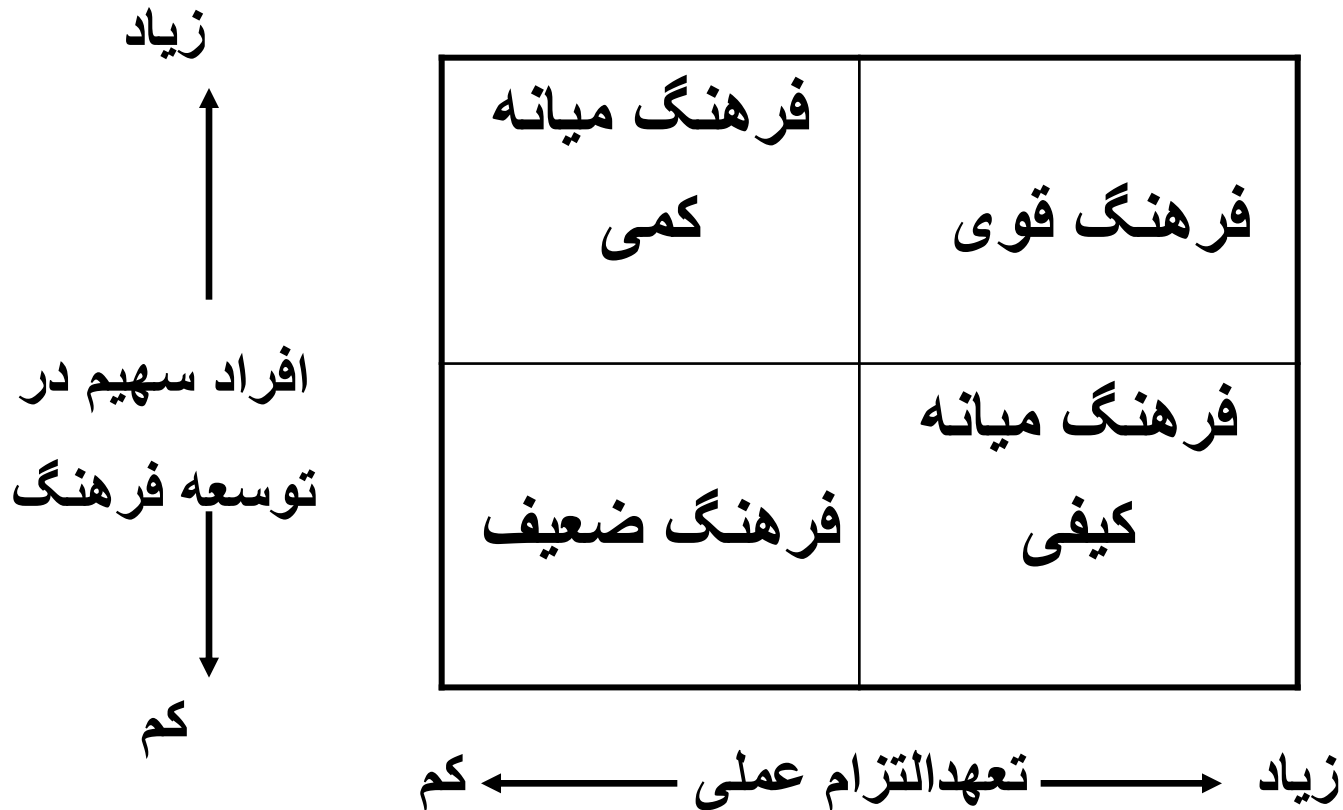 زیاد
فرهنگ میانه
کمی
فرهنگ قوی
افراد سهیم در
توسعه فرهنگ
فرهنگ میانه
کیفی
فرهنگ ضعیف
کم
زیاد
تعهدالتزام عملی
کم